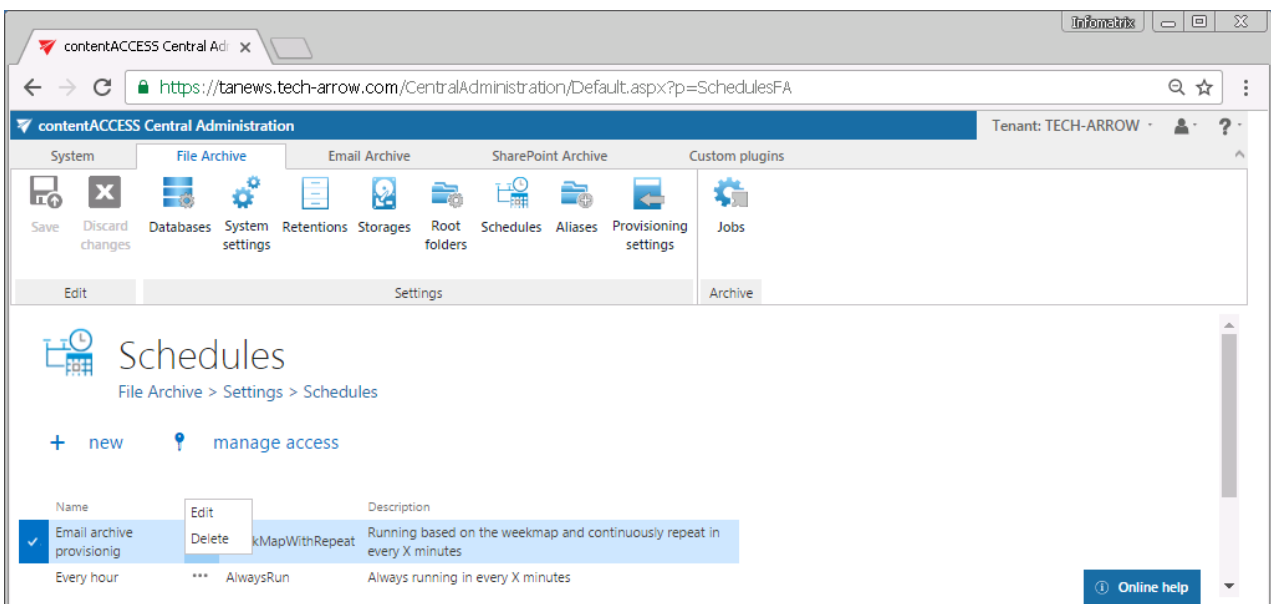 Infomatrix
contentACCESS Central Adr
https://tanews.tech-arrow.com/CentralAdministration/Default.aspx?p=SchedulesFA
contentACCESS Central Administration
Tenant: TECH-ARROW
?
System File Archive Email Archive SharePoint Archive Custom plugins
Save Discard changes Databases System settings Retentions Storages Root folders Schedules Aliases Provisioning settings Jobs
Edit Settings Archive
Schedules
File Archive > Settings > Schedules
+ new manage access
Name Description
Edit
Delete
Email archive provisionig kMapWithRepeat Running based on the weekmap and continuously repeat in
every X minutes
Every hour ••• AlwaysRun Always running in every X minutes
Online help